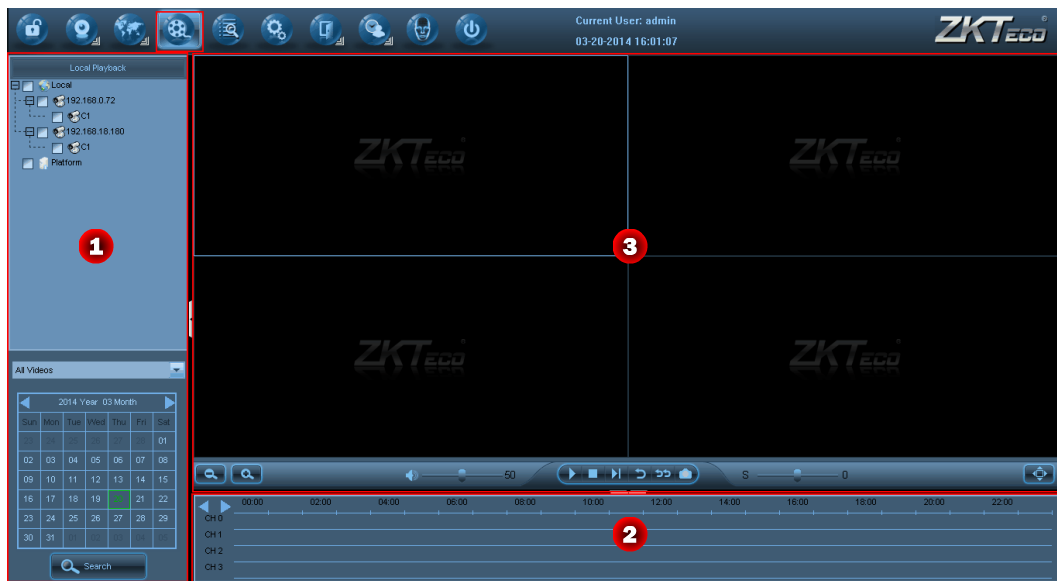 Current User: admin
03-20-2014 16:01:07
ZKTeco
Local Playback
Local
192.168.0.72
C1
192.168.18.180
C1
Platform
1
ZKTeco
ZKTeco
3
ZKTeco
ZKTeco
All Videos
2014 Year 03 Month
Sun Mon Tue Wed Thu Fri Sat
01
02 03 04 05 06 07 08
09 10 11 12 13 14 15
16 17 18 19 20 21 22
23 24 25 26 27 28 29
30 31
Search
50
S 0
00:00 02:00 04:00 06:00 08:00 10:00 12:00 14:00 16:00 18:00 20:00 22:00
CH 0
CH 1
CH 2
CH 3
2